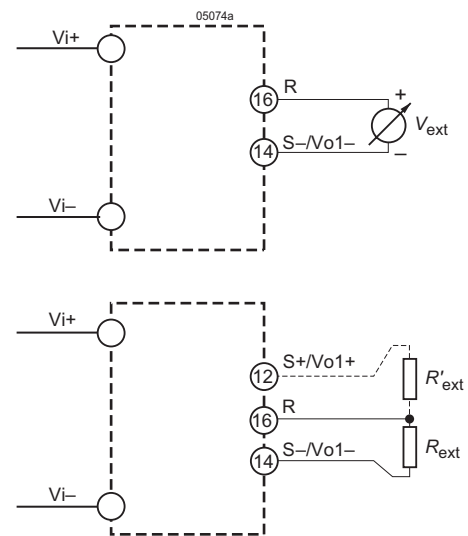 05074a
Vi+
16 R
+
Vext
14 S–/Vo1–
–
Vi–
Vi+
12 S+/Vo1+
R'ext
16 R
14 S–/Vo1–
Rext
Vi–